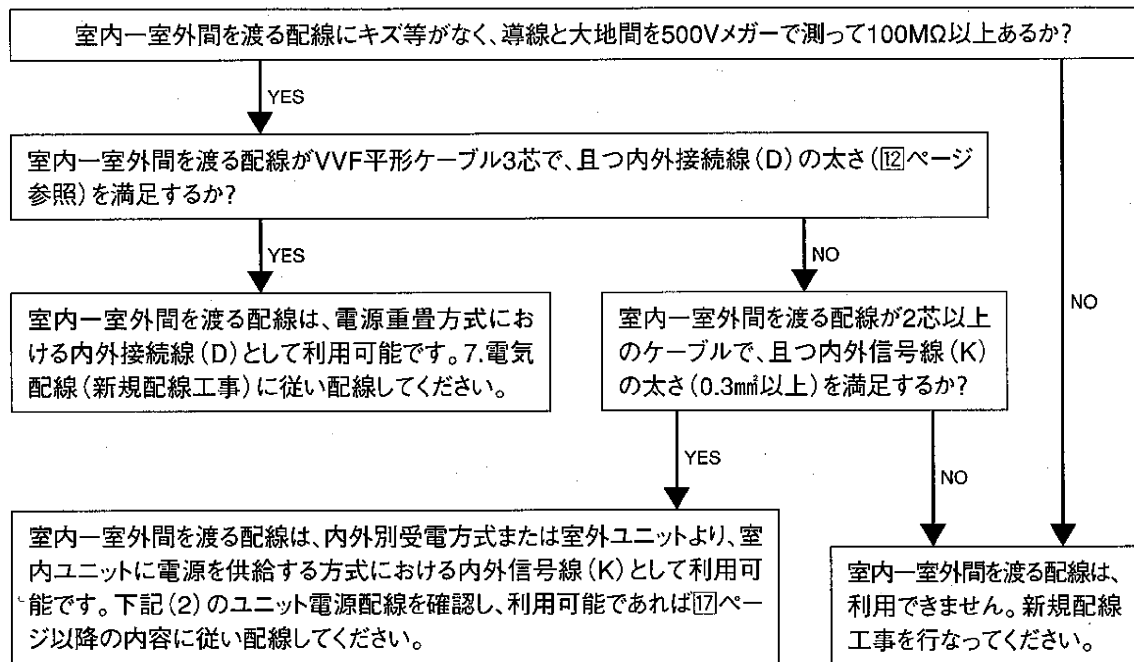 室内ー室外間を渡る配線にキズ等がなく、導線と大地間を500Vメガーで測って100MΩ以上あるか?
YES
室内ー室外間を渡る配線がVVF平形ケーブル3芯で、且つ内外接続線(D)の太さ(12ページ
参照)を満足するか?
YES
NO
NO
室内ー室外間を渡る配線は、電源重畳方式にお
ける内外接続線(D)として利用可能です。7.電気
配線(新規配線工事)に従い配線してください。
室内ー室外間を渡る配線が2芯以上
のケーブルで、且つ内外信号線(K)
の太さ(0.3㎟以上)を満足するか?
YES
NO
室内ー室外間を渡る配線は、内外別受電方式または室外ユニットより、室
内ユニットに電源を供給する方式における内外信号線(K)として利用可
能です。下記(2)のユニット電源配線を確認し、利用可能であれば17ペー
ジ以降の内容に従い配線してください。
室内ー室外間を渡る配線は、
利用できません。新規配線
工事を行なってください。